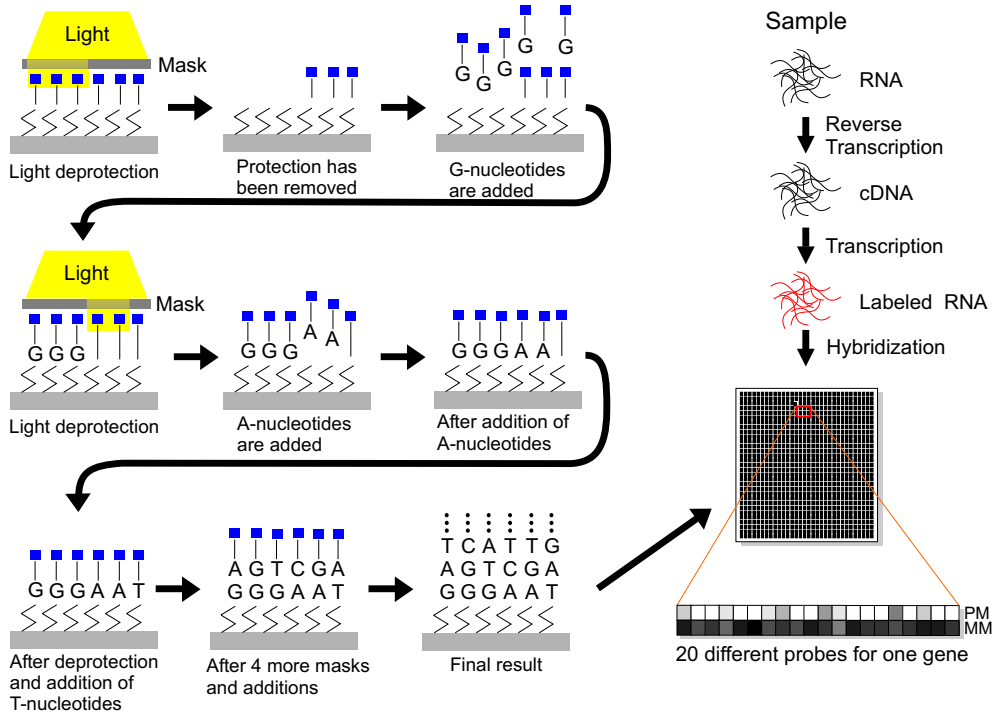 Light
Mask
Light deprotection
Protection has
been removed
G
G
G
G
G
G-nucleotides
are added
Light
Mask
G G G
Light deprotection
G G G A A
A-nucleotides
are added
G G G A A
After addition of
A-nucleotides
G G G A A T
After deprotection
and addition of
T-nucleotides
A G T C G A
G G G A A T
After 4 more masks
and additions
T C A T T G
A G T C G A
G G G A A T
Final result
Sample
RNA
Reverse
Transcription
cDNA
Transcription
Labeled RNA
Hybridization
PM
MM
20 different probes for one gene